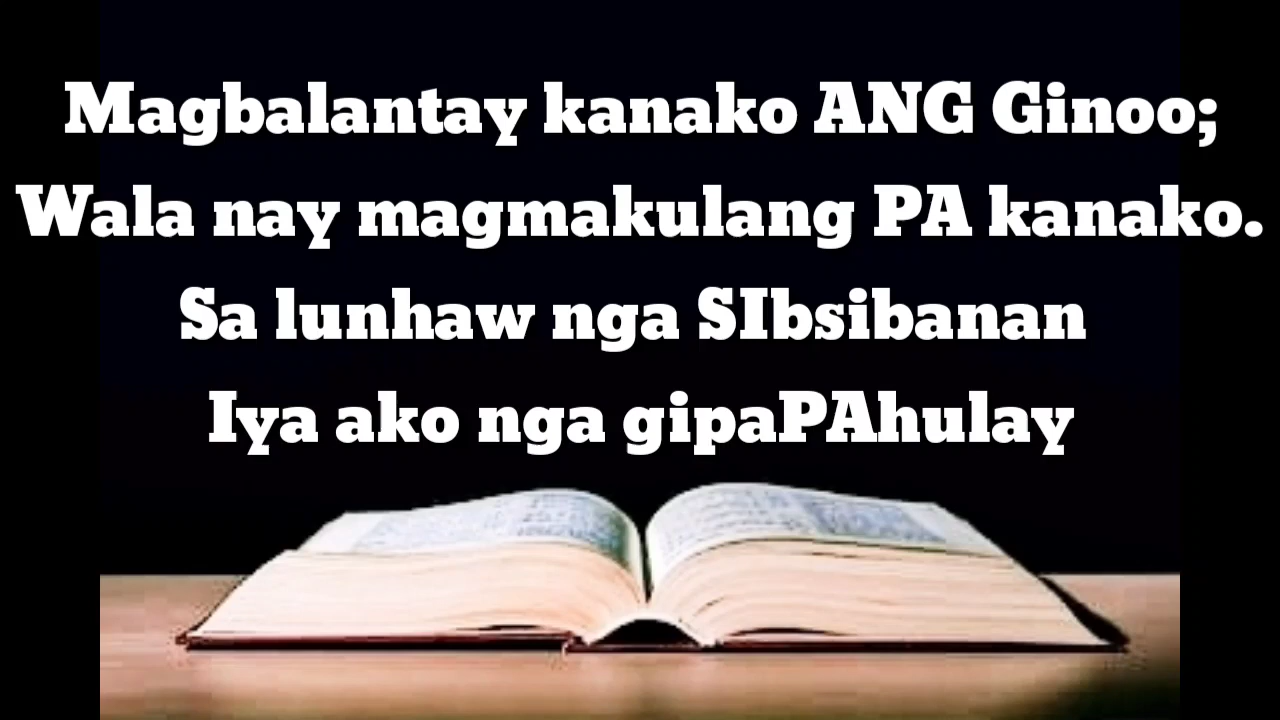 Magbalantay kanako ANG Ginoo;
Wala nay magmakulang PA kanako.
Sa lunhaw nga SIbsibanan
Iya ako nga gipaPAhulay